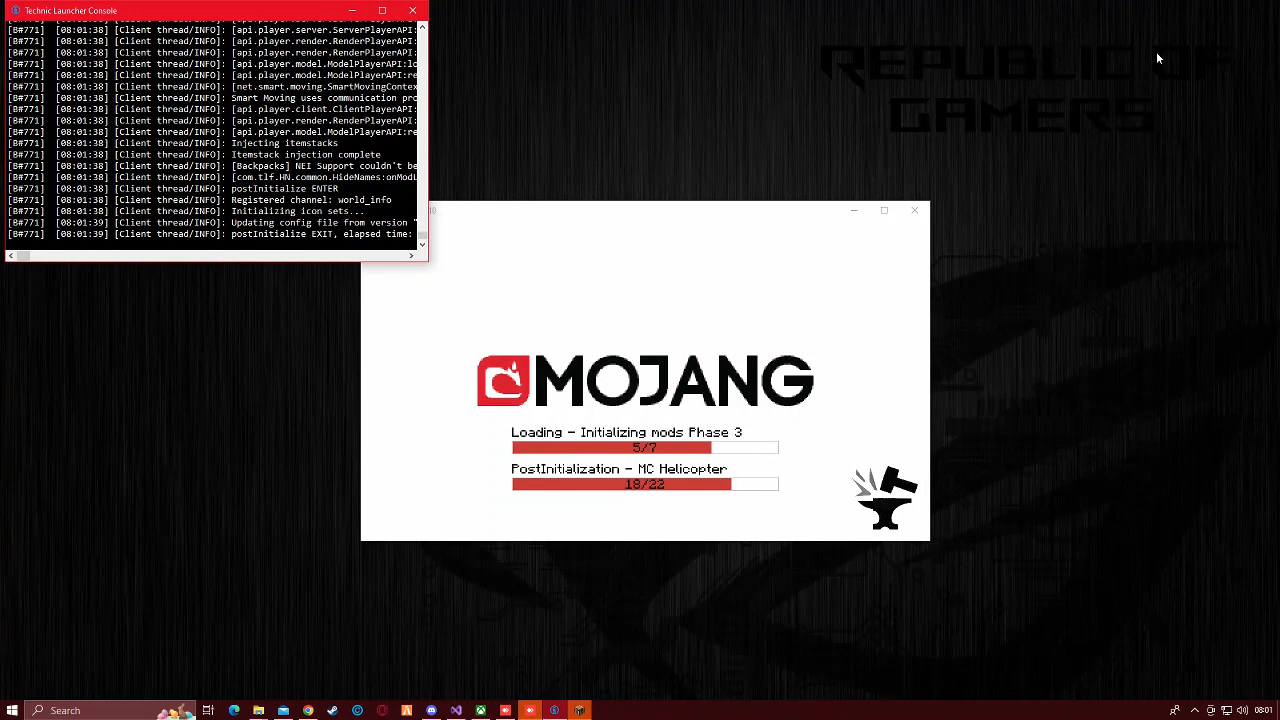 Technic Launcher Console
[B#771] [08:01:38] [Client thread/INFO]: [api.player.server.ServerPlayerAPI:
[B#771] [08:01:38] [Client thread/INFO]: [api.player.render.RenderPlayerAPI:
[B#771] [08:01:38] [Client thread/INFO]: [api.player.render.RenderPlayerAPI:
[B#771] [08:01:38] [Client thread/INFO]: [api.player.model.ModelPlayerAPI:lo
[B#771] [08:01:38] [Client thread/INFO]: [api.player.model.ModelPlayerAPI:re
[B#771] [08:01:38] [Client thread/INFO]: [net.smart.moving.SmartMovingContex
[B#771] [08:01:38] [Client thread/INFO]: Smart Moving uses communication pro
[B#771] [08:01:38] [Client thread/INFO]: [api.player.client.ClientPlayerAPI:
[B#771] [08:01:38] [Client thread/INFO]: [api.player.render.RenderPlayerAPI:
[B#771] [08:01:38] [Client thread/INFO]: [api.player.model.ModelPlayerAPI:re
[B#771] [08:01:38] [Client thread/INFO]: Injecting itemstacks
[B#771] [08:01:38] [Client thread/INFO]: Itemstack injection complete
[B#771] [08:01:38] [Client thread/INFO]: [Backpacks] NEI Support couldn't be
[B#771] [08:01:38] [Client thread/INFO]: [com.tlf.HN.common.HideNames:onModL
[B#771] [08:01:38] [Client thread/INFO]: postInitialize ENTER
[B#771] [08:01:38] [Client thread/INFO]: Registered channel: world_info
[B#771] [08:01:38] [Client thread/INFO]: Initializing icon sets...
[B#771] [08:01:39] [Client thread/INFO]: Updating config file from version "
[B#771] [08:01:39] [Client thread/INFO]: postInitialize EXIT, elapsed time:
REPUBLIC OF
GAMERS
MOJANG
Loading - Initializing mods Phase 3
5/7
PostInitialization - MC Helicopter
18/22
Search
08:01